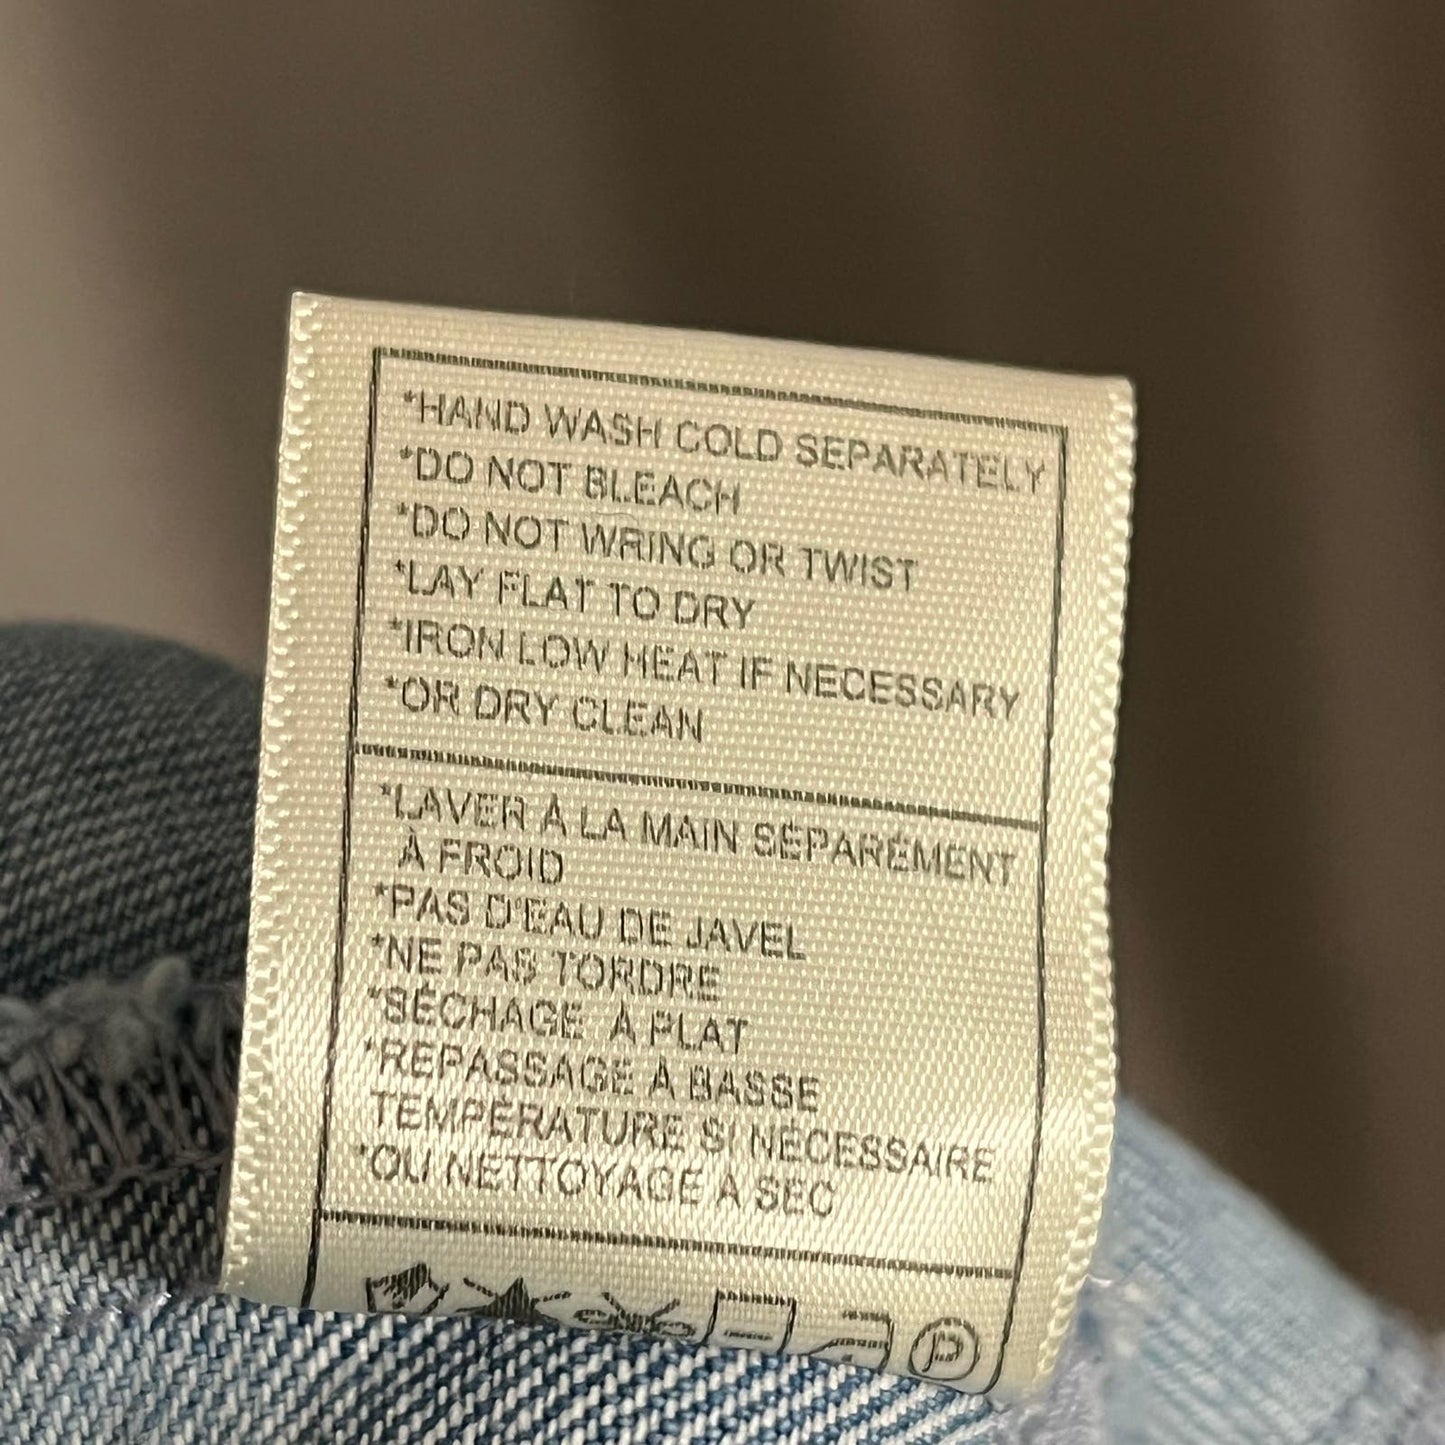 *HAND WASH COLD SEPARATELY
*DO NOT BLEACH
*DO NOT WRING OR TWIST
*LAY FLAT TO DRY
*IRON LOW HEAT IF NECESSARY
*OR DRY CLEAN
*LAVER À LA MAIN SÉPARÉMENT
À FROID
*PAS D'EAU DE JAVEL
*NE PAS TORDRE
*SÉCHAGE À PLAT
*REPASSAGE À BASSE
TEMPÉRATURE SI NÉCESSAIRE
*OU NETTOYAGE À SEC
P